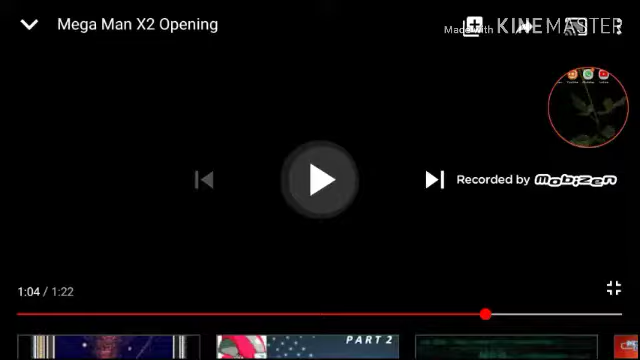 Mega Man X2 Opening
Made with KINEMASTER
Recorded by mobizen
1:04 / 1:22
PART 2